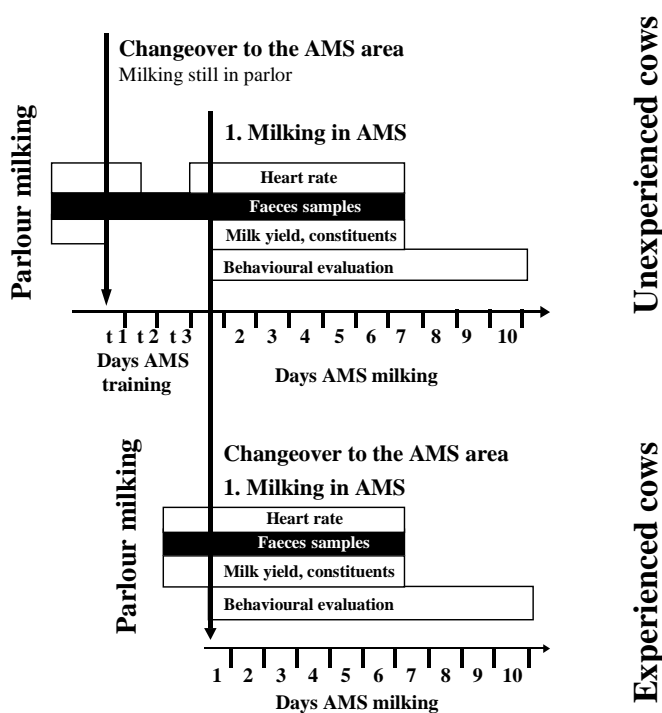 Changeover to the AMS area
Milking still in parlor
Unexperienced cows
Parlour milking
1. Milking in AMS
Heart rate
Faeces samples
Milk yield, constituents
Behavioural evaluation
t 1 t 2 t 3 2 3 4 5 6 7 8 9 10
Days AMS
training
Days AMS milking
Experienced cows
Parlour milking
Changeover to the AMS area
1. Milking in AMS
Heart rate
Faeces samples
Milk yield, constituents
Behavioural evaluation
1 2 3 4 5 6 7 8 9 10
Days AMS milking